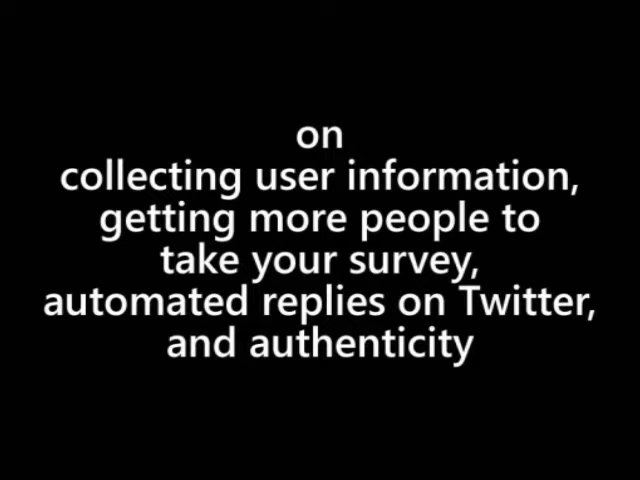 on
collecting user information,
getting more people to
take your survey,
automated replies on Twitter,
and authenticity